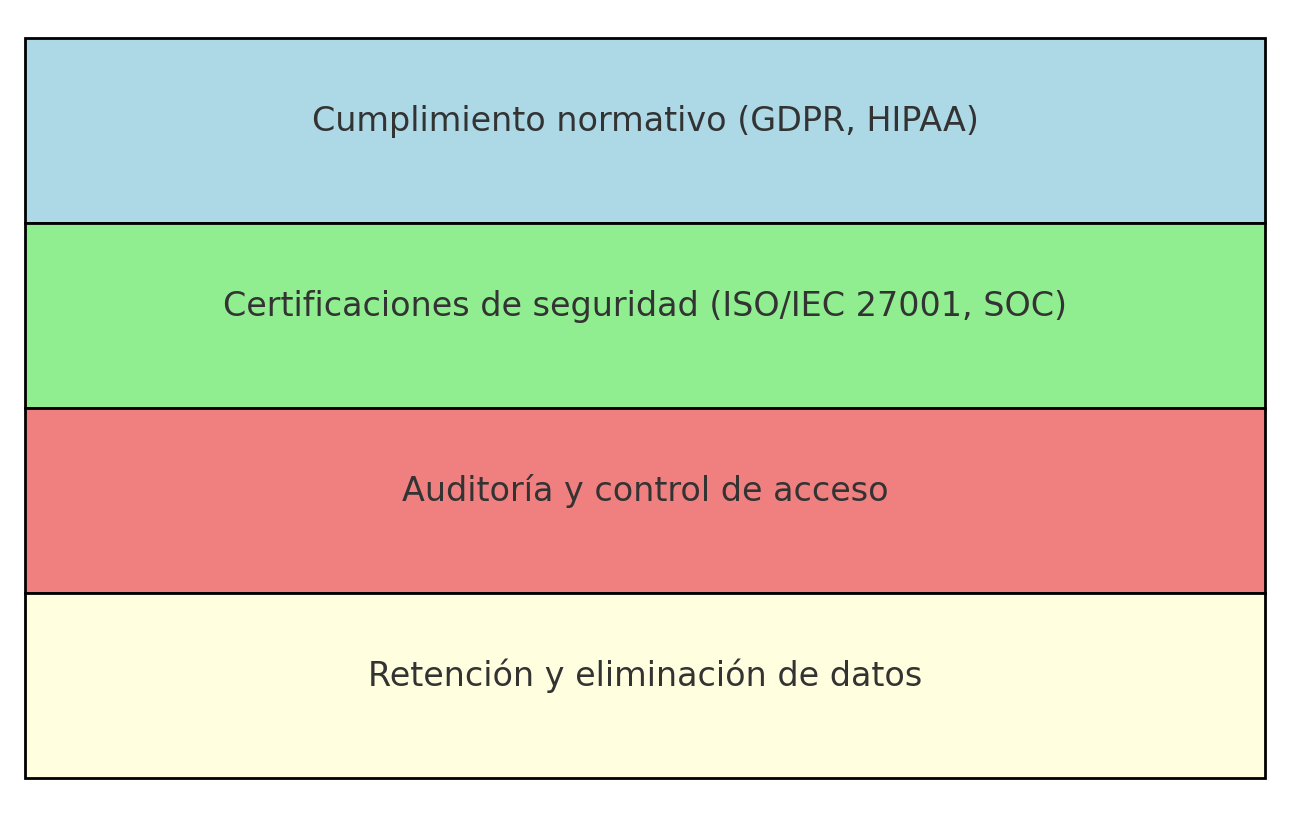 Cumplimiento normativo (GDPR, HIPAA)
Certificaciones de seguridad (ISO/IEC 27001, SOC)
Auditoría y control de acceso
Retención y eliminación de datos